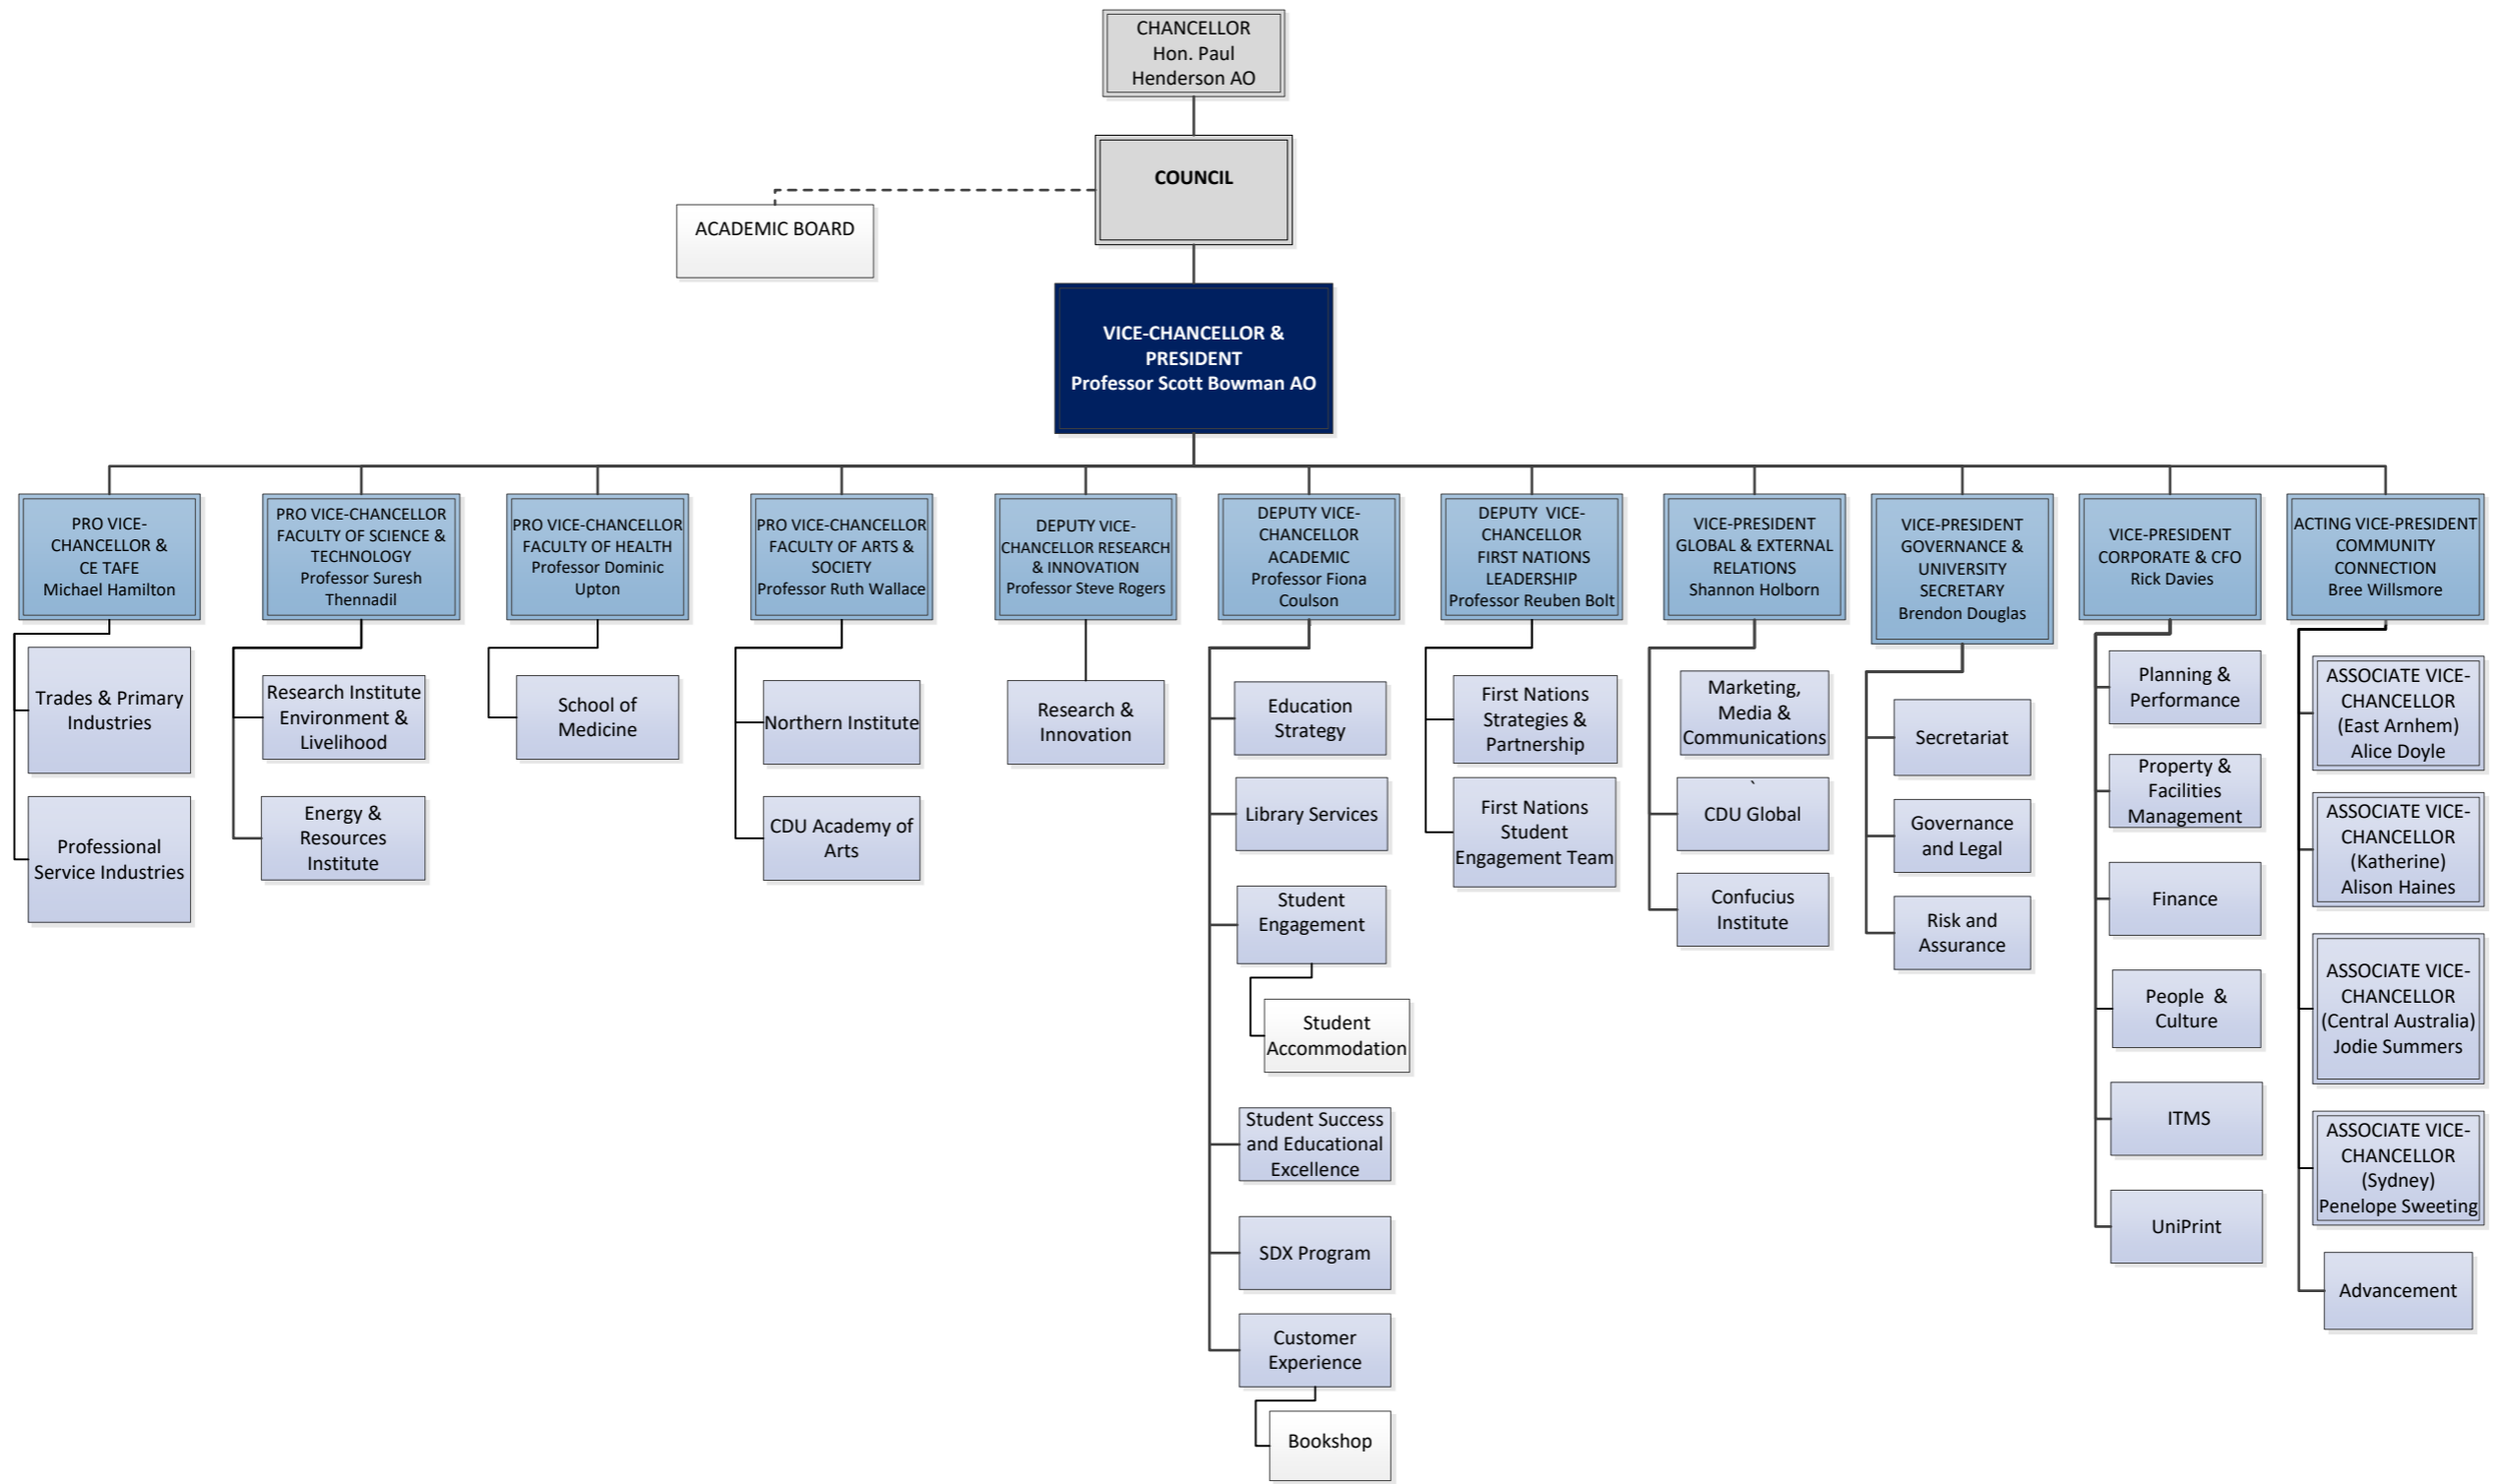 CHANCELLOR
Hon. Paul
Henderson AO
COUNCIL
ACADEMIC BOARD
VICE-CHANCELLOR &
PRESIDENT
Professor Scott Bowman AO
PRO VICE-
CHANCELLOR &
CE TAFE
Michael Hamilton
PRO VICE-CHANCELLOR
FACULTY OF SCIENCE &
TECHNOLOGY
Professor Suresh
Thennadil
PRO VICE-CHANCELLOR
FACULTY OF HEALTH
Professor Dominic
Upton
PRO VICE-CHANCELLOR
FACULTY OF ARTS &
SOCIETY
Professor Ruth Wallace
DEPUTY VICE-
CHANCELLOR RESEARCH
& INNOVATION
Professor Steve Rogers
DEPUTY VICE-
CHANCELLOR
ACADEMIC
Professor Fiona
Coulson
DEPUTY VICE-
CHANCELLOR
FIRST NATIONS
LEADERSHIP
Professor Reuben Bolt
VICE-PRESIDENT
GLOBAL & EXTERNAL
RELATIONS
Shannon Holborn
VICE-PRESIDENT
GOVERNANCE &
UNIVERSITY
SECRETARY
Brendon Douglas
VICE-PRESIDENT
CORPORATE & CFO
Rick Davies
ACTING VICE-PRESIDENT
COMMUNITY
CONNECTION
Bree Willsmore
Trades & Primary
Industries
Professional
Service Industries
Research Institute
Environment &
Livelihood
Energy &
Resources
Institute
School of
Medicine
Northern Institute
CDU Academy of
Arts
Research &
Innovation
Education
Strategy
Library Services
Student
Engagement
Student
Accommodation
Student Success
and Educational
Excellence
SDX Program
Customer
Experience
Bookshop
First Nations
Strategies &
Partnership
First Nations
Student
Engagement Team
Marketing,
Media &
Communications
`
CDU Global
Confucius
Institute
Secretariat
Governance
and Legal
Risk and
Assurance
Planning &
Performance
Property &
Facilities
Management
Finance
People &
Culture
ITMS
UniPrint
ASSOCIATE VICE-
CHANCELLOR
(East Arnhem)
Alice Doyle
ASSOCIATE VICE-
CHANCELLOR
(Katherine)
Alison Haines
ASSOCIATE VICE-
CHANCELLOR
(Central Australia)
Jodie Summers
ASSOCIATE VICE-
CHANCELLOR
(Sydney)
Penelope Sweeting
Advancement